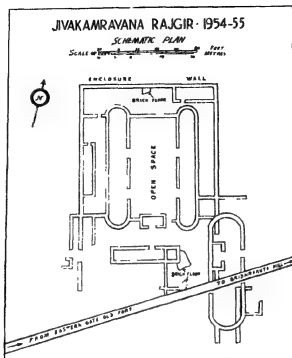 JIVAKAMRAVANA RAJGIR · 1954-55
SCHEMATIC PLAN
SCALE OF
FEET
METRES
N
ENCLOSURE WALL
BRICK FLOOR
OPEN SPACE
BRICK FLOOR
FROM EASTERN GATE OLD FORT
TO GRIDHRAKUTA HILL